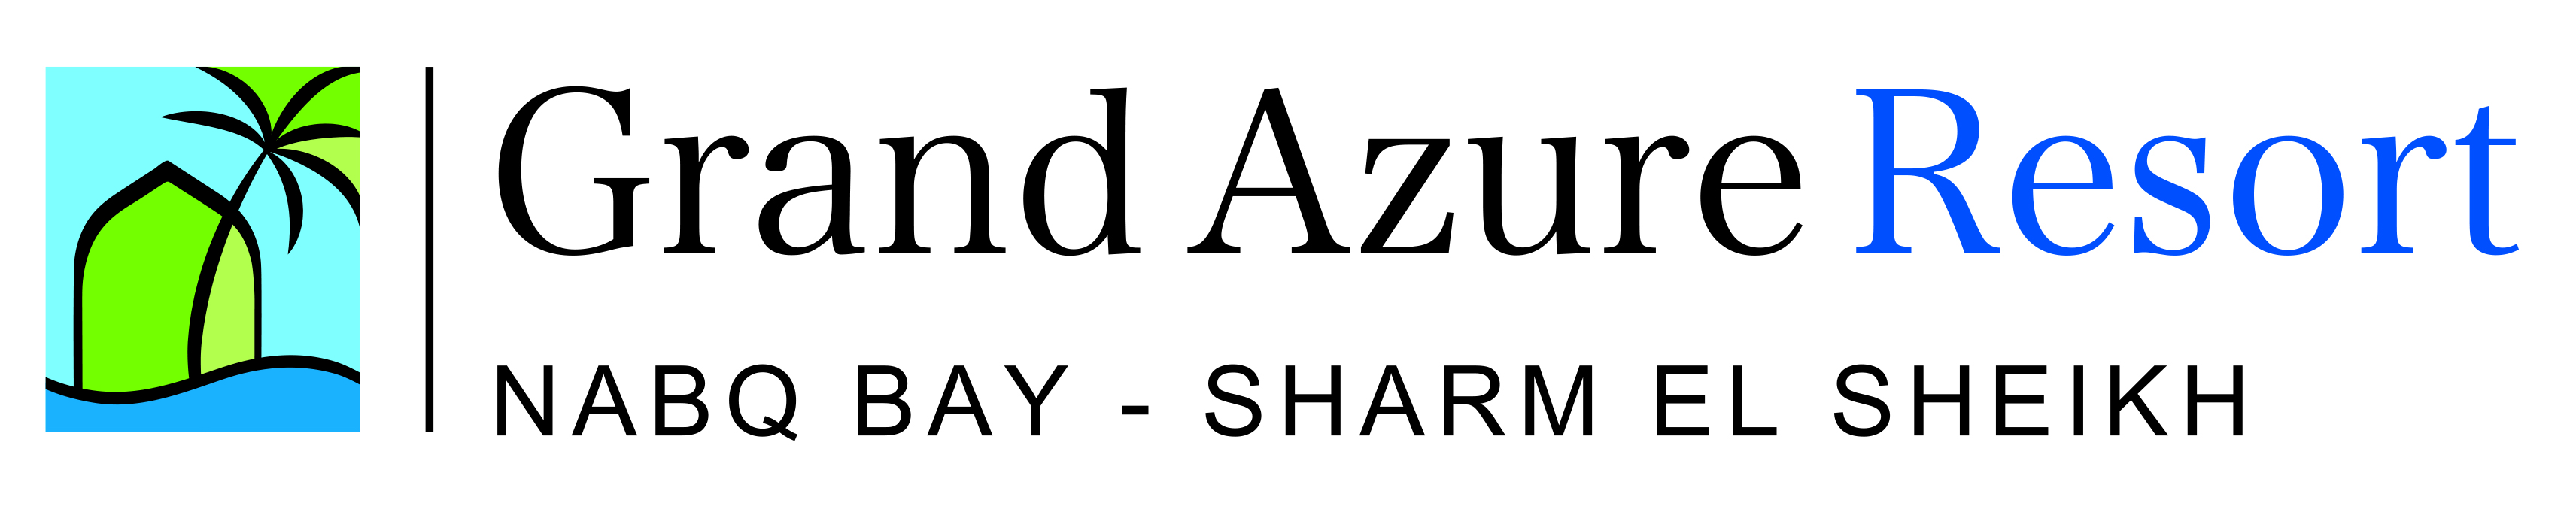 Grand Azure Resort
NABQ BAY - SHARM EL SHEIKH